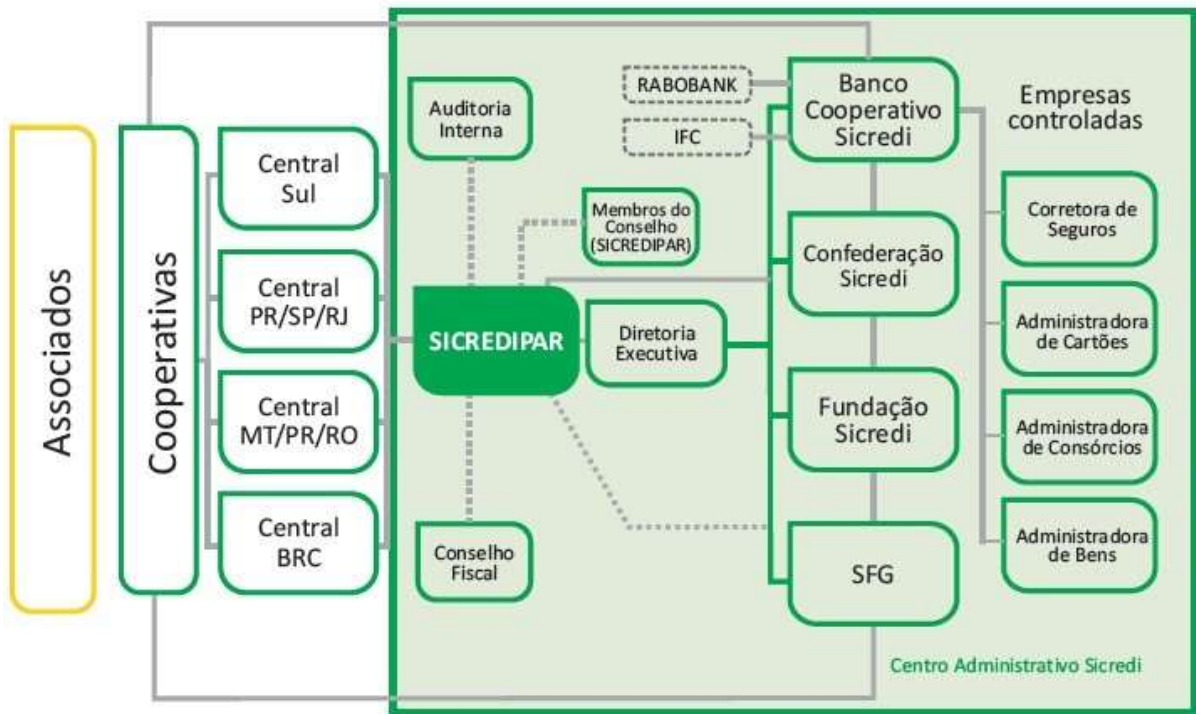 Associados
Cooperativas
Central
Sul
Central
PR/SP/RJ
Central
MT/PR/RO
Central
BRC
Auditoria
Interna
Membros do
Conselho
(SICREDIPAR)
SICREDIPAR
Diretoria
Executiva
Conselho
Fiscal
RABOBANK
IFC
Banco
Cooperativo
Sicredi
Confederação
Sicredi
Fundação
Sicredi
SFG
Empresas
controladas
Corretora de
Seguros
Administradora
de Cartões
Administradora
de Consórcios
Administradora
de Bens
Centro Administrativo Sicredi